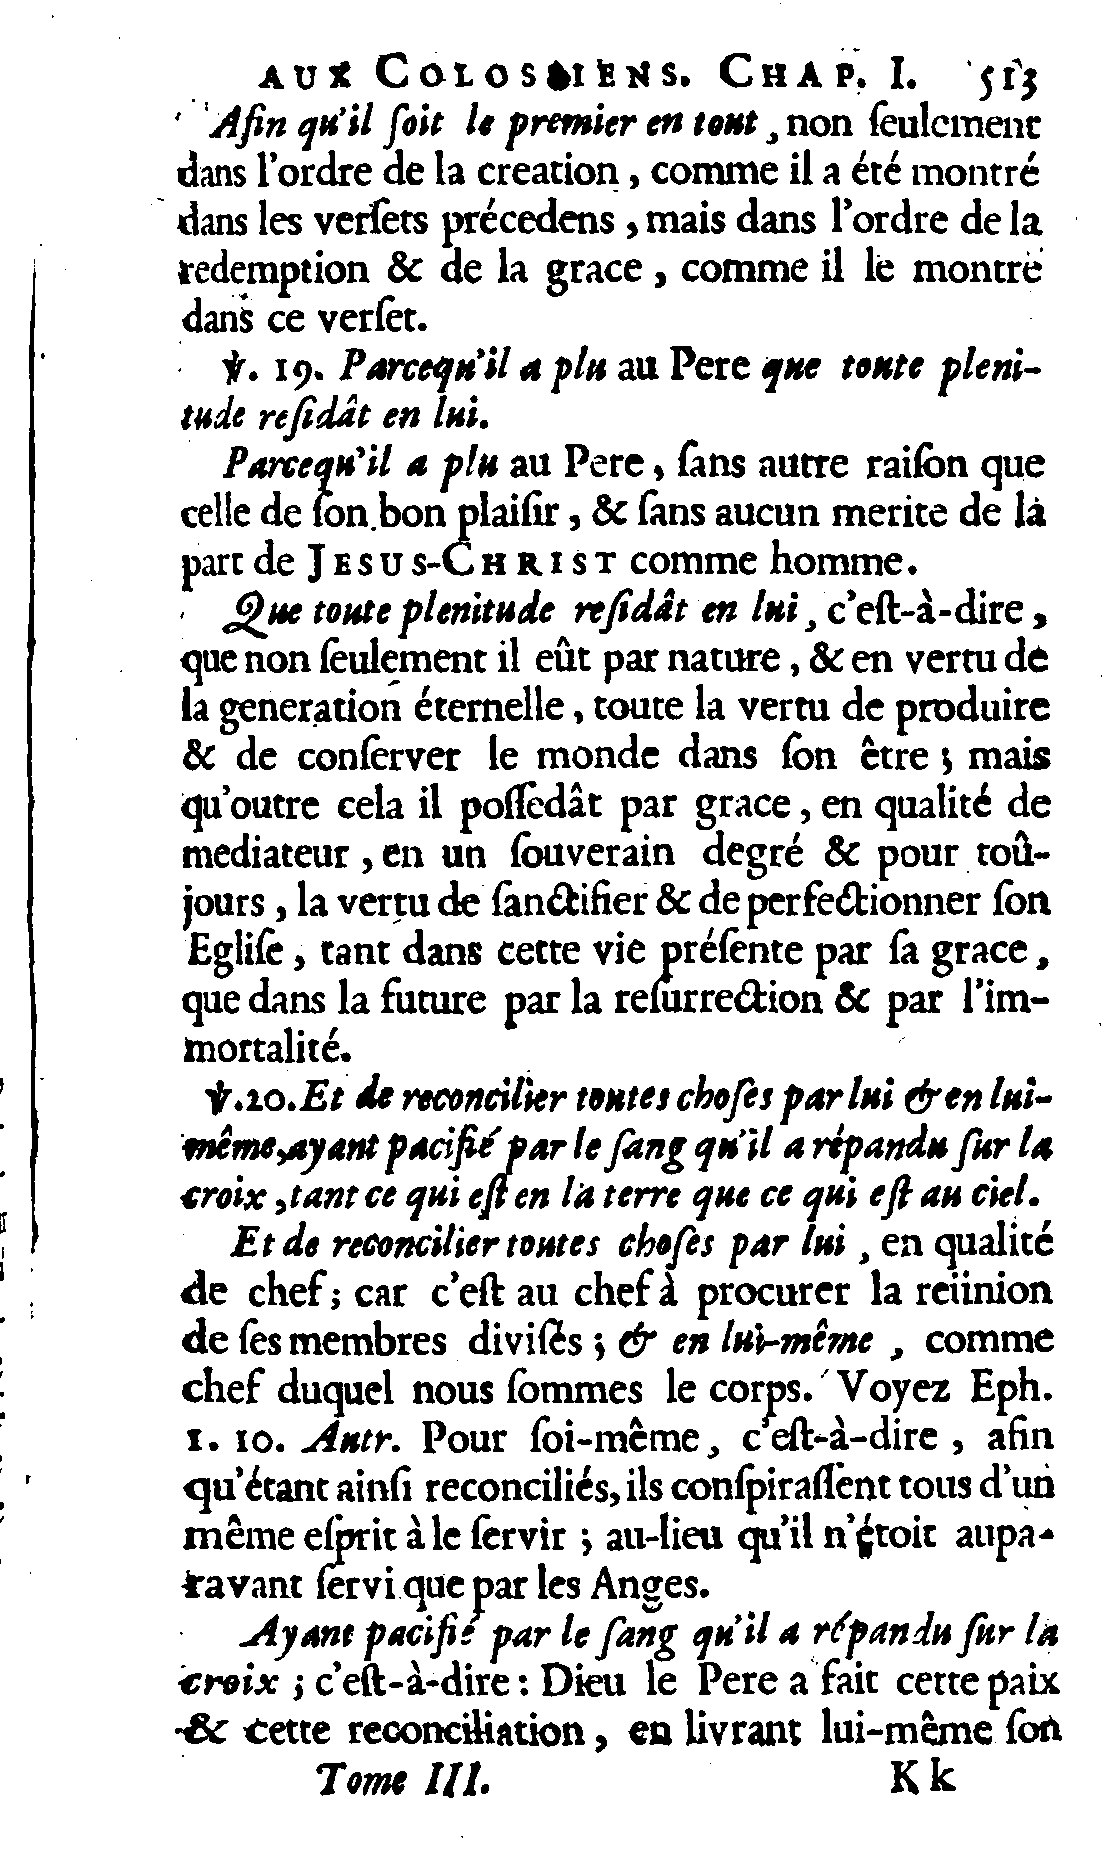 AUX COLOSSIENS. CHAP. I. 513
Afin qu'il ſoit le premier en tout, non ſeulement
dans l'ordre de la creation, comme il a été montré
dans les verſets précedens, mais dans l'ordre de la
redemption & de la grace, comme il le montre
dans ce verſet.
℣. 19. Parcequ'il a plu au Pere que toute pleni-
tude reſidât en lui.
Parcequ'il a plu au Pere, ſans autre raiſon que
celle de ſon bon plaiſir, & ſans aucun merite de la
part de JESUS-CHRIST comme homme.
Que toute plenitude reſidât en lui, c'eſt-à-dire,
que non ſeulement il eût par nature, & en vertu de
la generation éternelle, toute la vertu de produire
& de conſerver le monde dans ſon être; mais
qu'outre cela il poſſedât par grace, en qualité de
mediateur, en un ſouverain degré & pour toû-
jours, la vertu de ſanctifier & de perfectionner ſon
Egliſe, tant dans cette vie préſente par ſa grace,
que dans la future par la reſurrection & par l'im-
mortalité.
℣. 20. Et de reconcilier toutes choſes par lui & en lui-
même, ayant pacifié par le ſang qu'il a répandu ſur la
croix, tant ce qui eſt en la terre que ce qui eſt au ciel.
Et de reconcilier toutes choſes par lui, en qualité
de chef; car c'eſt au chef à procurer la reünion
de ſes membres diviſés; & en lui-même, comme
chef duquel nous ſommes le corps. Voyez Eph.
1. 10. Autr. Pour ſoi-même, c'eſt-à-dire, afin
qu'étant ainſi reconciliés, ils conſpiraſſent tous d'un
même eſprit à le ſervir; au-lieu qu'il n'étoit aupa-
ravant ſervi que par les Anges.
Ayant pacifié par le ſang qu'il a répandu ſur la
croix; c'eſt-à-dire: Dieu le Pere a fait cette paix
& cette reconciliation, en livrant lui-même ſon
Tome III. Kk